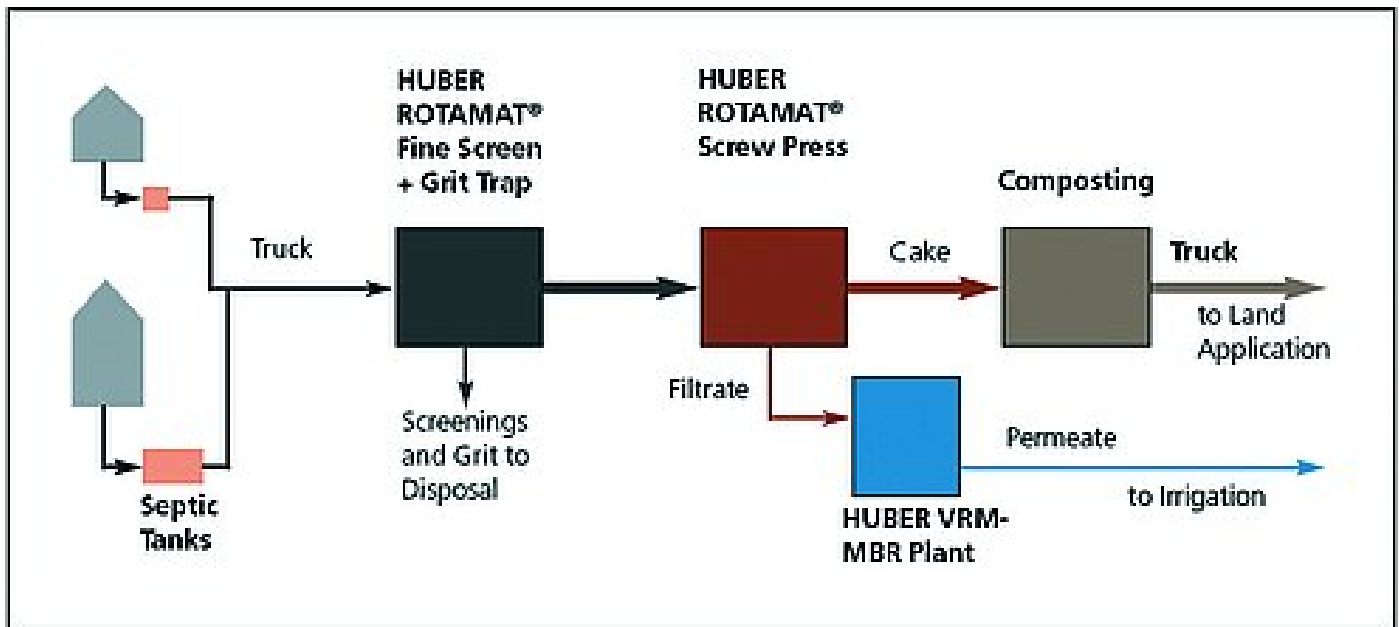 HUBER
ROTAMAT®
Fine Screen
+ Grit Trap
HUBER
ROTAMAT®
Screw Press
Composting
Truck
Cake
Truck
to Land
Application
Filtrate
Screenings
and Grit to
Disposal
Permeate
to Irrigation
Septic
Tanks
HUBER VRM-
MBR Plant